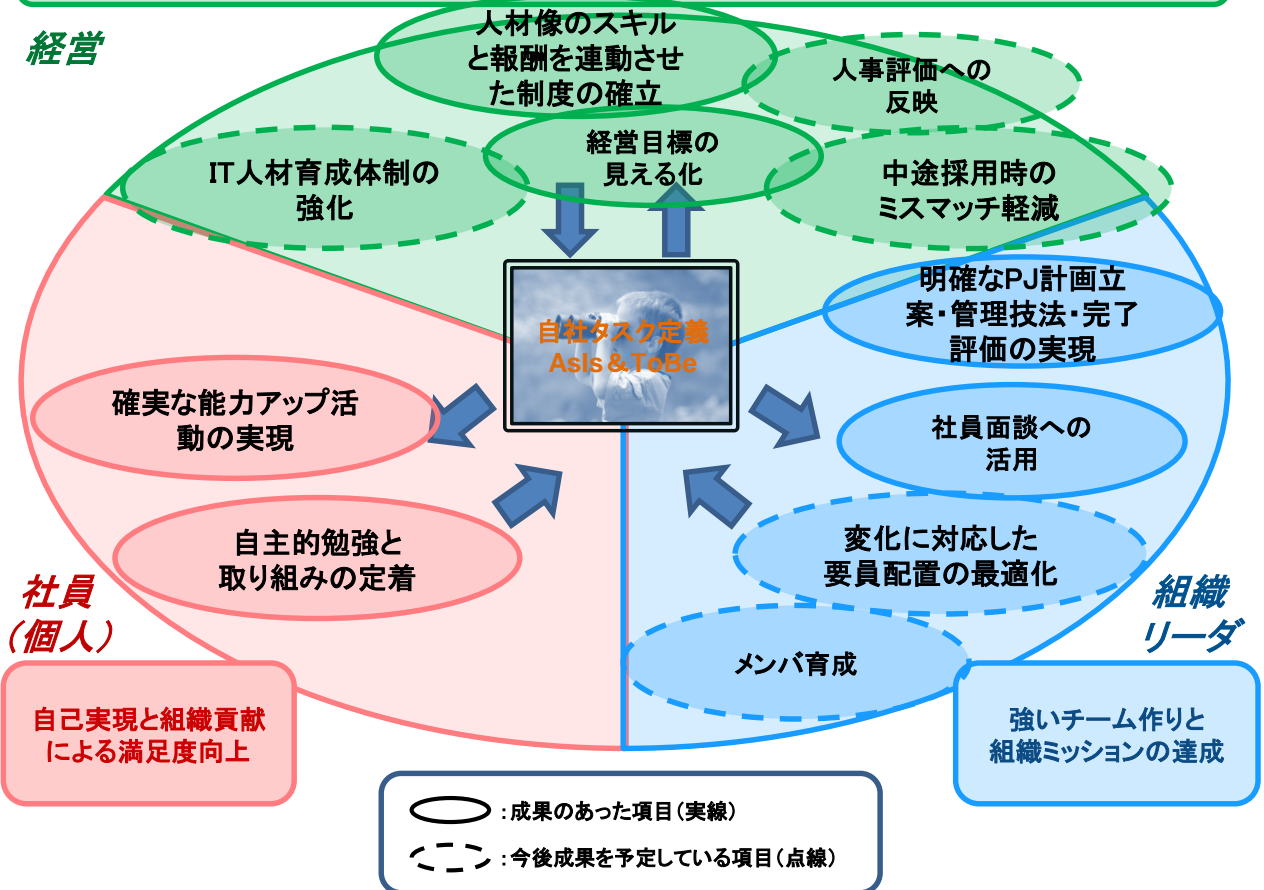 経営
人材像のスキル
と報酬を連動させ
た制度の確立
人事評価への
反映
経営目標の
見える化
IT人材育成体制の
強化
中途採用時の
ミスマッチ軽減
自社タスク定義
AsIs＆ToBe
明確なPJ計画立
案・管理技法・完了
評価の実現
確実な能力アップ活
動の実現
社員面談への
活用
自主的勉強と
取り組みの定着
変化に対応した
要員配置の最適化
メンバ育成
社員
（個人）
組織
リーダ
自己実現と組織貢献
による満足度向上
強いチーム作りと
組織ミッションの達成
：成果のあった項目（実線）
：今後成果を予定している項目（点線）